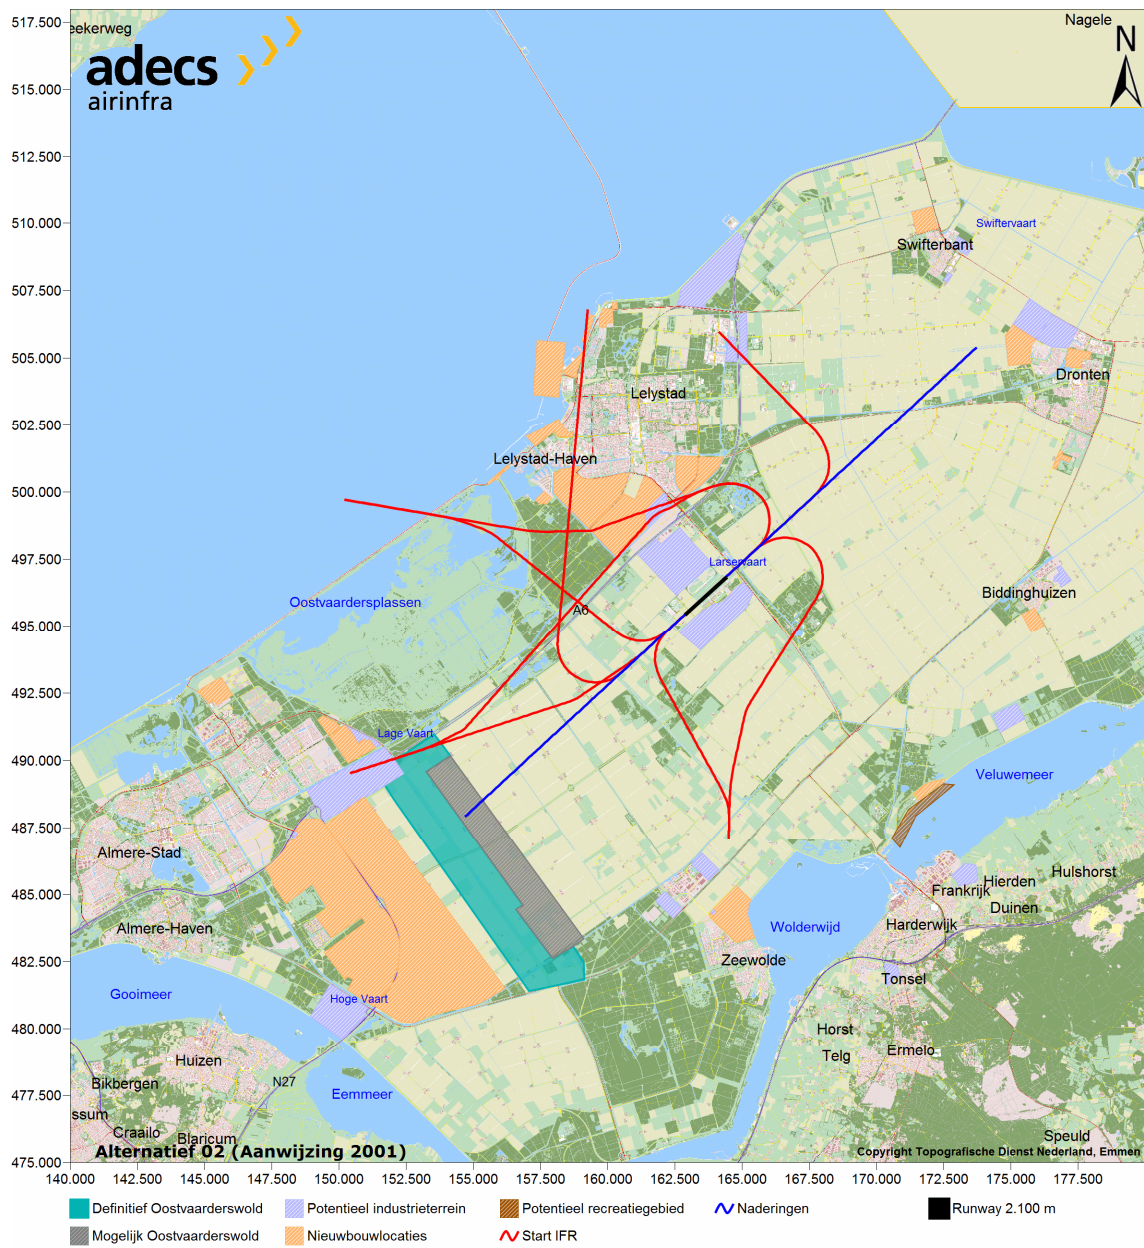 517.500
eekerweg
Nagele
N
adecs
airinfra
515.000
512.500
510.000
Swiftervaart
Swifterbant
507.500
505.000
Dronten
Lelystad
502.500
Lelystad-Haven
500.000
497.500
Larservaart
Biddinghuizen
Oostvaardersplassen
A6
495.000
492.500
Lage Vaart
490.000
Veluwemeer
487.500
Almere-Stad
Hulshorst
Hierden
Frankrijk
485.000
Duinen
Almere-Haven
Wolderwijd
Harderwijk
482.500
Zeewolde
Tonsel
Gooimeer
Hoge Vaart
480.000
Horst
Telg
Ermelo
Huizen
477.500
Bikbergen
N27
Eemmeer
ssum
Craailo
Blaricum
Speuld
Alternatief 02 (Aanwijzing 2001)
Copyright Topografische Dienst Nederland, Emmen
475.000
140.000 142.500 145.000 147.500 150.000 152.500 155.000 157.500 160.000 162.500 165.000 167.500 170.000 172.500 175.000 177.500
Definitief Oostvaarderswold
Potentieel industrieterrein
Potentieel recreatiegebied
Naderingen
Runway 2.100 m
Mogelijk Oostvaarderswold
Nieuwbouwlocaties
Start IFR